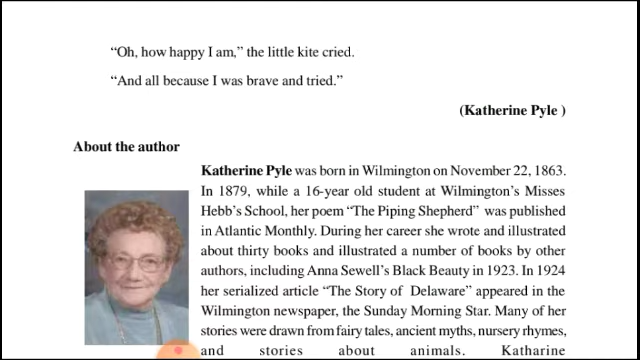 “Oh, how happy I am,” the little kite cried.
“And all because I was brave and tried.”
(Katherine Pyle )
About the author
Katherine Pyle was born in Wilmington on November 22, 1863.
In 1879, while a 16-year old student at Wilmington’s Misses
Hebb’s School, her poem “The Piping Shepherd” was published
in Atlantic Monthly. During her career she wrote and illustrated
about thirty books and illustrated a number of books by other
authors, including Anna Sewell’s Black Beauty in 1923. In 1924
her serialized article “The Story of Delaware” appeared in the
Wilmington newspaper, the Sunday Morning Star. Many of her
stories were drawn from fairy tales, ancient myths, nursery rhymes,
and stories about animals. Katharine